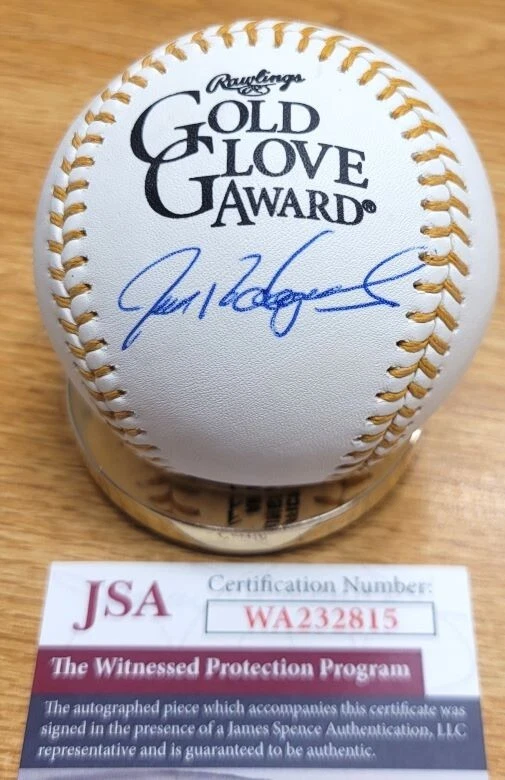 Rawlings
GOLD
GLOVE
AWARD®
JSA
Certification Number:
WA232815
The Witnessed Protection Program
The autographed piece which accompanies this certificate was
signed in the presence of a James Spence Authentication, LLC
representative and is guaranteed to be authentic.